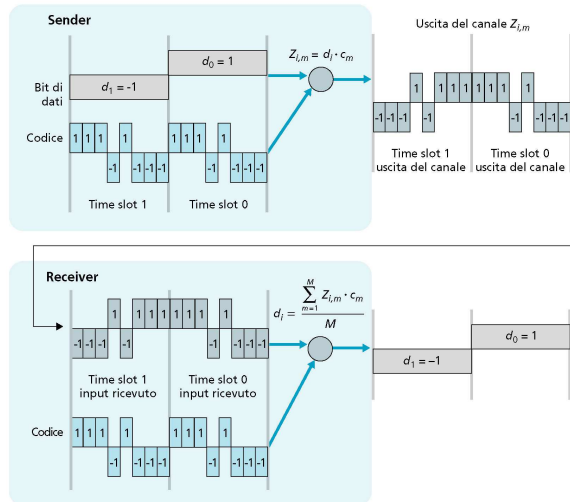 Sender
Uscita del canale Z_i,m
d_0 = 1
Z_i,m = d_i · c_m
Bit di
dati
d_1 = -1
1 1 1 1 1 1 1 1
-1 -1 -1 -1 -1 -1 -1 -1
Codice
1 1 1 1 1 1 1 1
-1 -1 -1 -1 -1 -1 -1 -1
Time slot 1
uscita del canale
Time slot 0
uscita del canale
Time slot 1
Time slot 0
Receiver
1 1 1 1 1 1 1 1
-1 -1 -1 -1 -1 -1 -1 -1
d_i = ∑ m=1 M Z_i,m · c_m / M
d_0 = 1
d_1 = –1
Time slot 1
input ricevuto
Time slot 0
input ricevuto
Codice
1 1 1 1 1 1 1 1
-1 -1 -1 -1 -1 -1 -1 -1